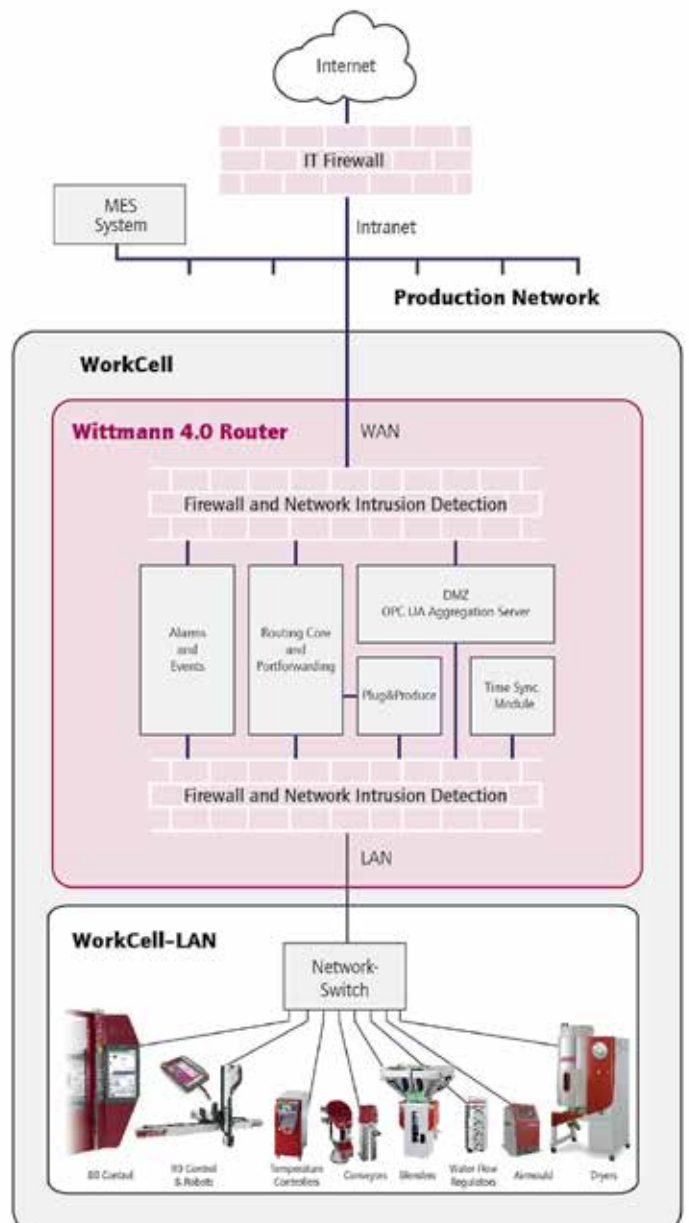 Internet
IT Firewall
MES
System
Intranet
Production Network
WorkCell
Wittmann 4.0 Router
WAN
Firewall and Network Intrusion Detection
Alarms
and
Events
Routing Core
and
Portforwarding
DMZ
OPC UA Aggregation Server
Plug&Produce
Time Sync.
Module
Firewall and Network Intrusion Detection
LAN
WorkCell-LAN
Network-
Switch
B8 Control
R9 Control
& Robots
Temperature
Controllers
Conveyors
Blenders
Water Flow
Regulators
Airmould
Dryers